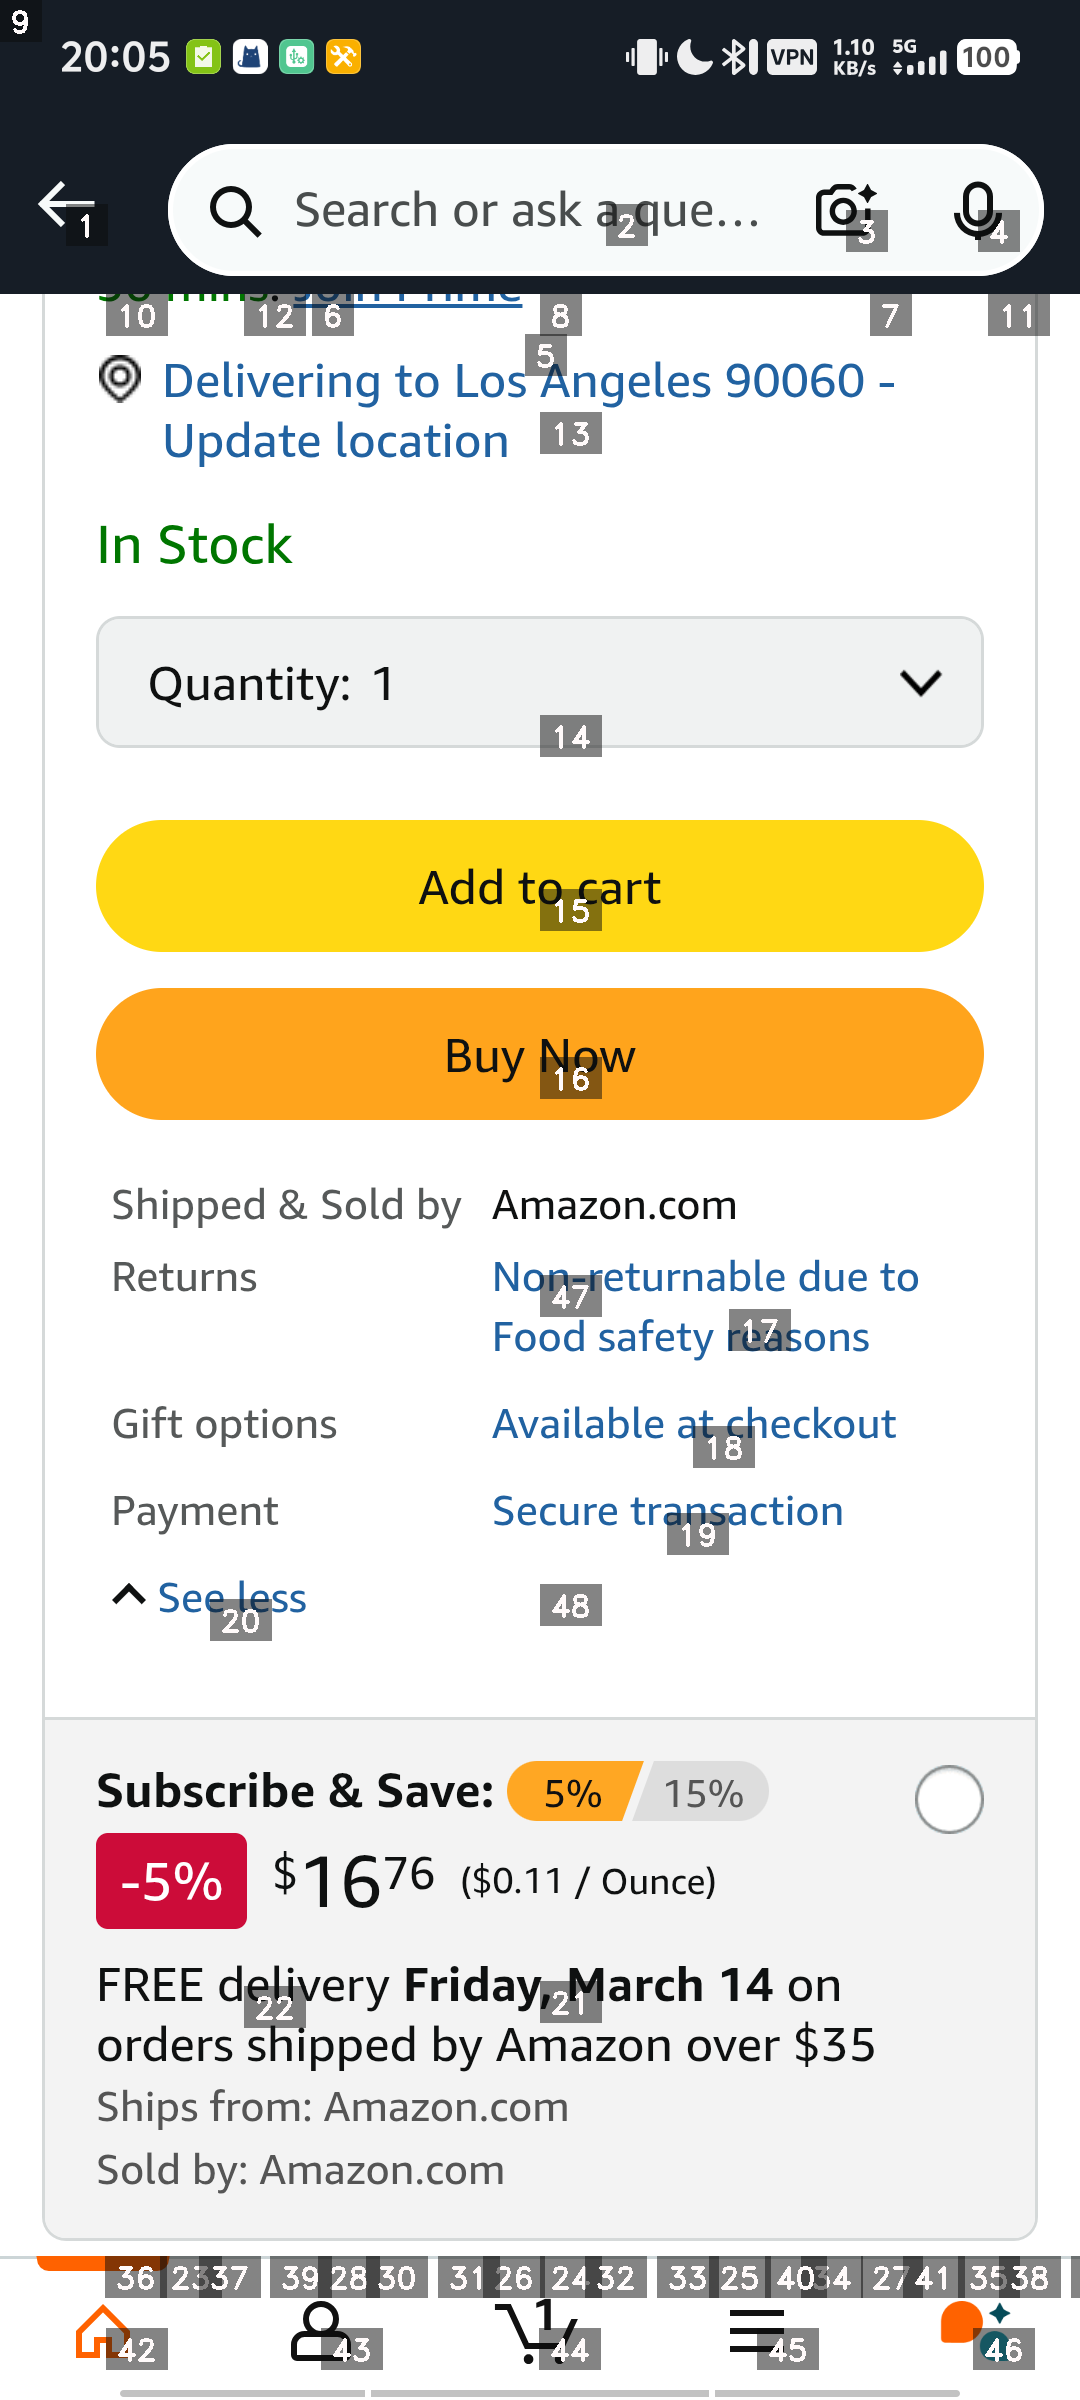 9
20:05
VPN
1.10 KB/s
5G
100
1
Search or ask a que...
2
3
4
Join Prime
10
12
6
8
7
11
5
Delivering to Los Angeles 90060 -
Update location
13
In Stock
Quantity: 1
14
Add to cart
15
Buy Now
16
Shipped & Sold by Amazon.com
Returns Non-returnable due to
47
Food safety reasons
17
Gift options Available at checkout
18
Payment Secure transaction
19
See less
20
48
Subscribe & Save: 5% 15%
-5% $16 76 ($0.11 / Ounce)
FREE delivery Friday, March 14 on
22
21
orders shipped by Amazon over $35
Ships from: Amazon.com
Sold by: Amazon.com
36 23 37 39 28 30 31 26 24 32 33 25 40 34 27 41 35 38
1
42
43
44
45
46